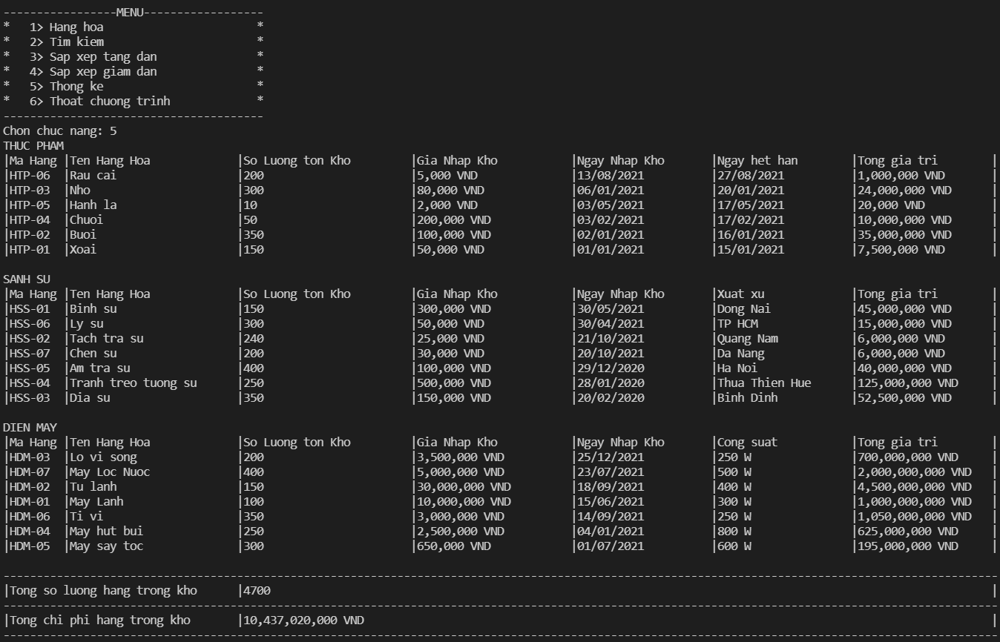 -----------------MENU------------------
*   1> Hang hoa                       *
*   2> Tim kiem                       *
*   3> Sap xep tang dan               *
*   4> Sap xep giam dan               *
*   5> Thong ke                       *
*   6> Thoat chuong trinh             *
---------------------------------------
Chon chuc nang: 5
THUC PHAM
|Ma Hang |Ten Hang Hoa |So Luong ton Kho |Gia Nhap Kho |Ngay Nhap Kho |Ngay het han |Tong gia tri |
|HTP-06 |Rau cai |200 |5,000 VND |13/08/2021 |27/08/2021 |1,000,000 VND |
|HTP-03 |Nho |300 |80,000 VND |06/01/2021 |20/01/2021 |24,000,000 VND |
|HTP-05 |Hanh la |10 |2,000 VND |03/05/2021 |17/05/2021 |20,000 VND |
|HTP-04 |Chuoi |50 |200,000 VND |03/02/2021 |17/02/2021 |10,000,000 VND |
|HTP-02 |Buoi |350 |100,000 VND |02/01/2021 |16/01/2021 |35,000,000 VND |
|HTP-01 |Xoai |150 |50,000 VND |01/01/2021 |15/01/2021 |7,500,000 VND |
SANH SU
|Ma Hang |Ten Hang Hoa |So Luong ton Kho |Gia Nhap Kho |Ngay Nhap Kho |Xuat xu |Tong gia tri |
|HSS-01 |Binh su |150 |300,000 VND |30/05/2021 |Dong Nai |45,000,000 VND |
|HSS-06 |Ly su |300 |50,000 VND |30/04/2021 |TP HCM |15,000,000 VND |
|HSS-02 |Tach tra su |240 |25,000 VND |21/10/2021 |Quang Nam |6,000,000 VND |
|HSS-07 |Chen su |200 |30,000 VND |20/10/2021 |Da Nang |6,000,000 VND |
|HSS-05 |Am tra su |400 |100,000 VND |29/12/2020 |Ha Noi |40,000,000 VND |
|HSS-04 |Tranh treo tuong su |250 |500,000 VND |28/01/2020 |Thua Thien Hue |125,000,000 VND |
|HSS-03 |Dia su |350 |150,000 VND |20/02/2020 |Binh Dinh |52,500,000 VND |
DIEN MAY
|Ma Hang |Ten Hang Hoa |So Luong ton Kho |Gia Nhap Kho |Ngay Nhap Kho |Cong suat |Tong gia tri |
|HDM-03 |Lo vi song |200 |3,500,000 VND |25/12/2021 |250 W |700,000,000 VND |
|HDM-07 |May Loc Nuoc |400 |5,000,000 VND |23/07/2021 |500 W |2,000,000,000 VND |
|HDM-02 |Tu lanh |150 |30,000,000 VND |18/09/2021 |400 W |4,500,000,000 VND |
|HDM-01 |May Lanh |100 |10,000,000 VND |15/06/2021 |300 W |1,000,000,000 VND |
|HDM-06 |Ti vi |350 |3,000,000 VND |14/09/2021 |250 W |1,050,000,000 VND |
|HDM-04 |May hut bui |250 |2,500,000 VND |04/01/2021 |800 W |625,000,000 VND |
|HDM-05 |May say toc |300 |650,000 VND |01/07/2021 |600 W |195,000,000 VND |
|Tong so luong hang trong kho |4700 |
|Tong chi phi hang trong kho |10,437,020,000 VND |